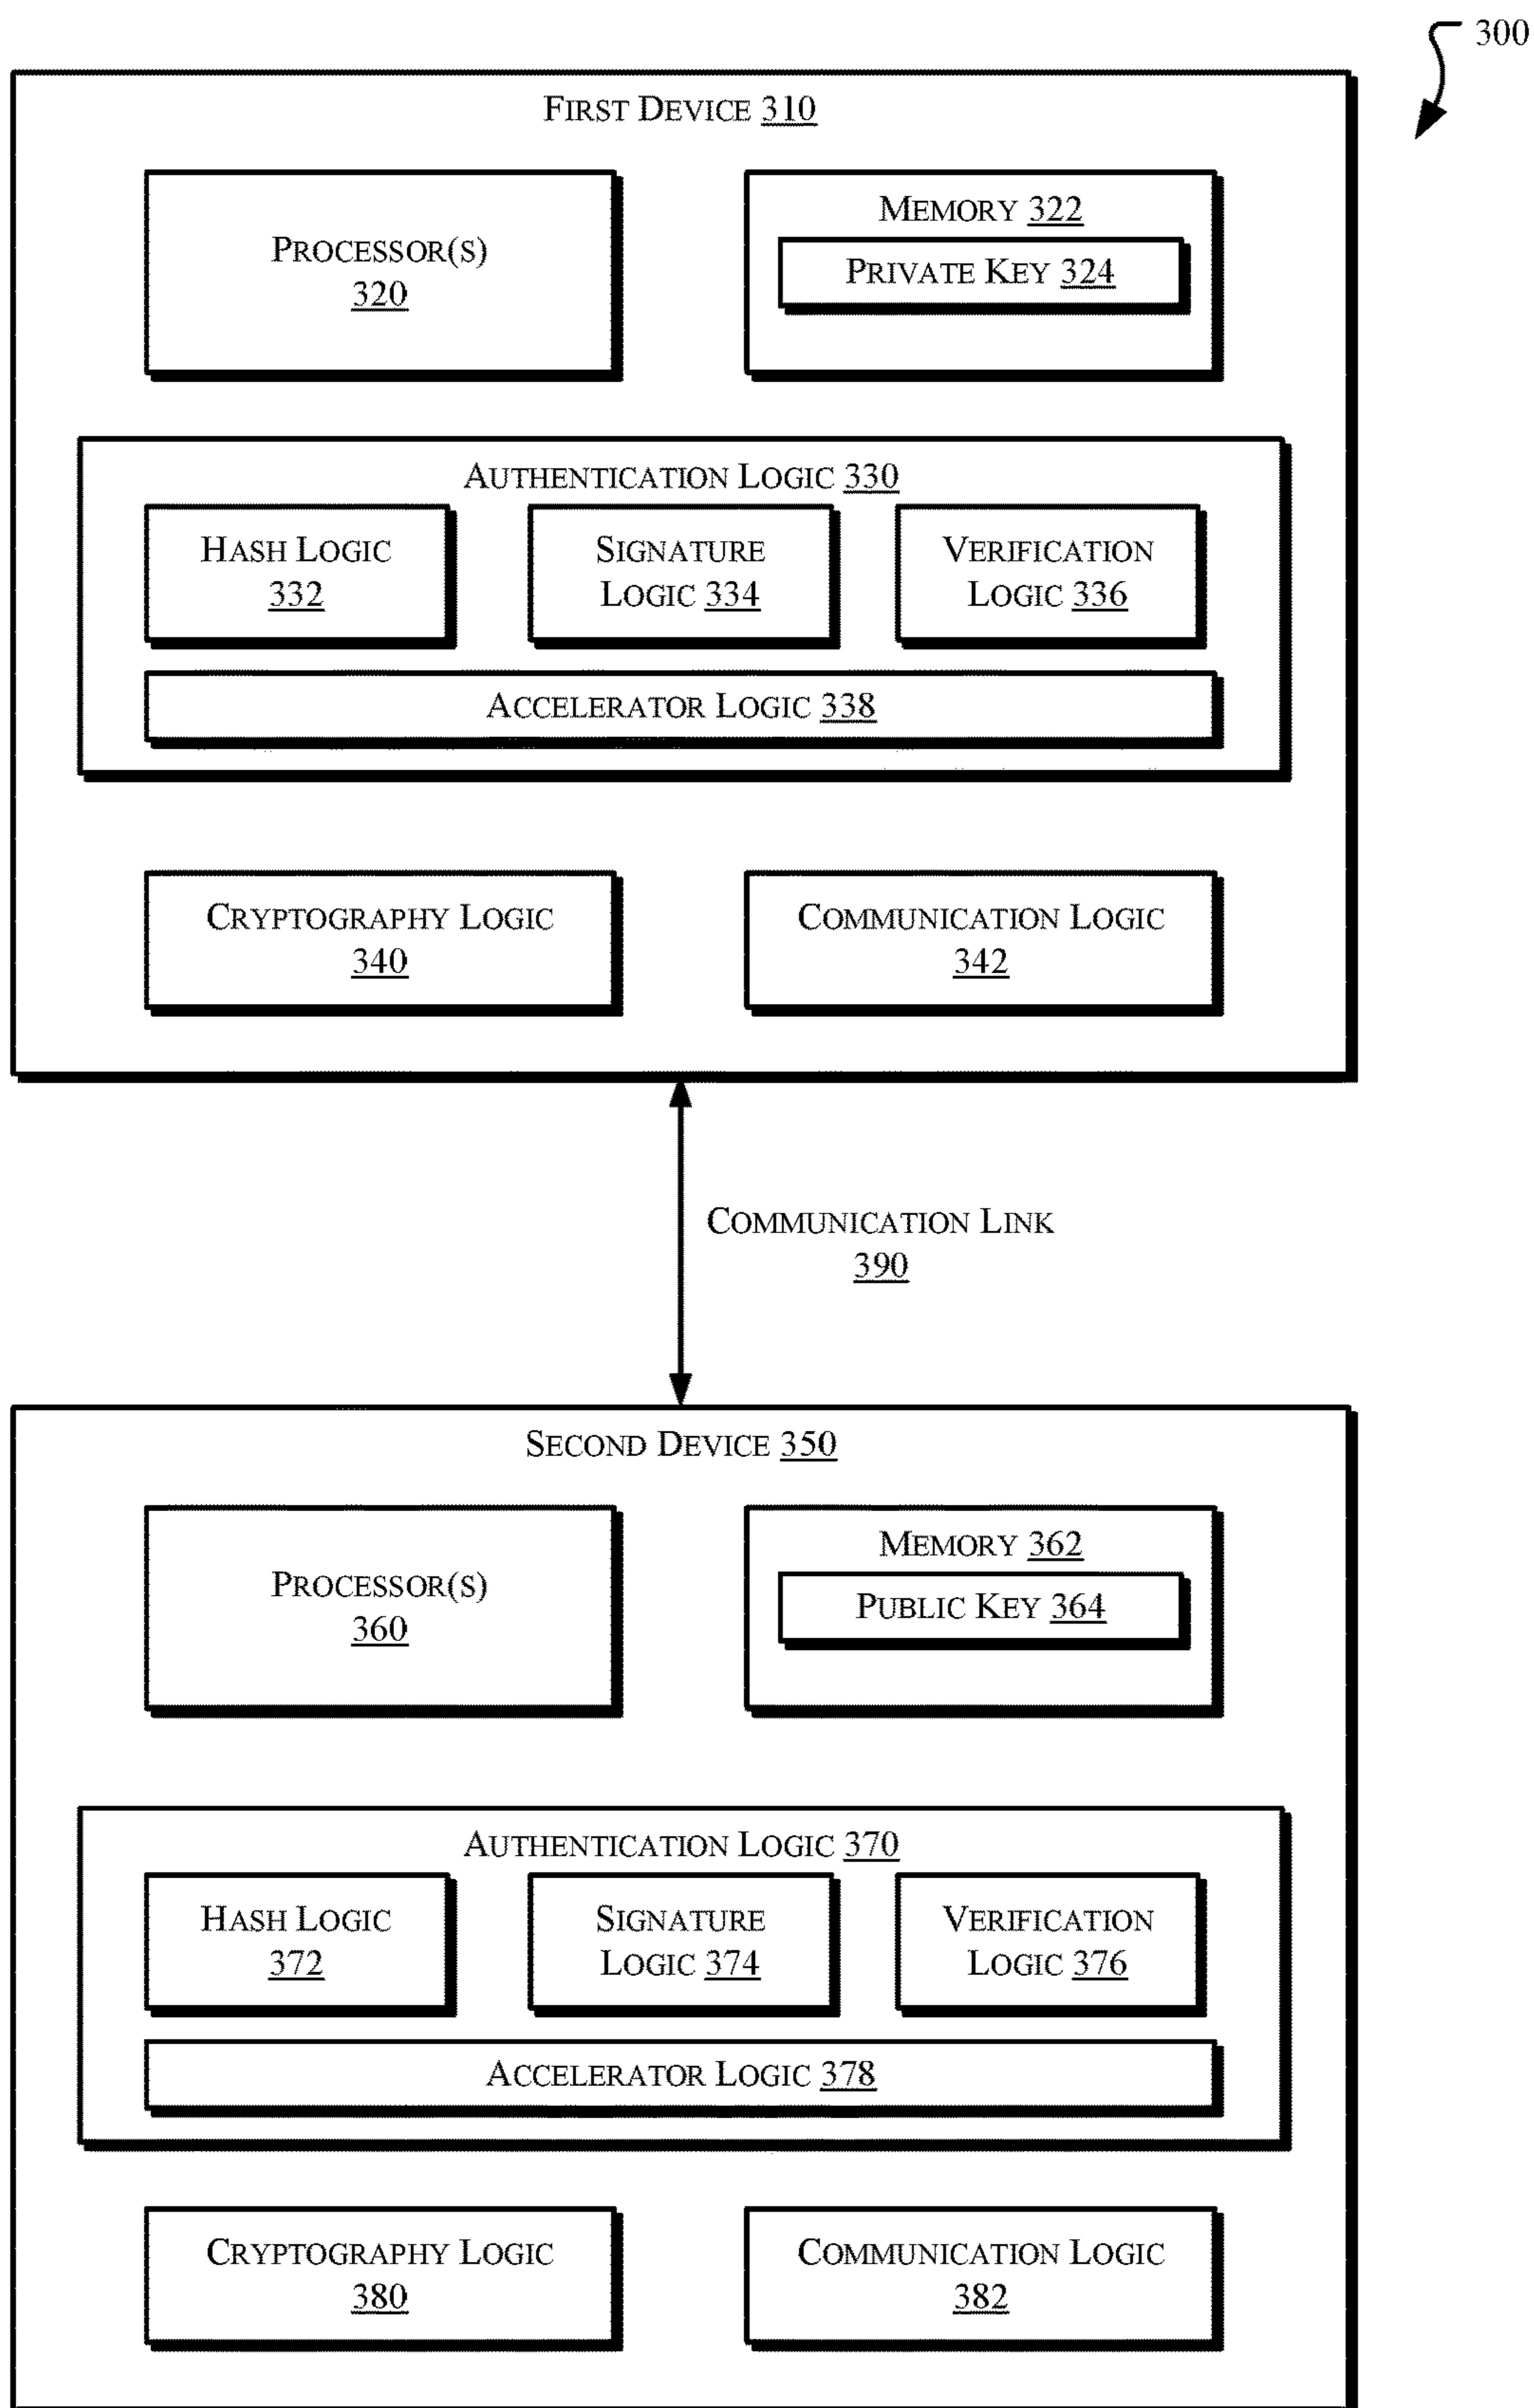 300
FIRST DEVICE 310
PROCESSOR(S)
320
MEMORY 322
PRIVATE KEY 324
AUTHENTICATION LOGIC 330
HASH LOGIC
332
SIGNATURE
LOGIC 334
VERIFICATION
LOGIC 336
ACCELERATOR LOGIC 338
CRYPTOGRAPHY LOGIC
340
COMMUNICATION LOGIC
342
COMMUNICATION LINK
390
SECOND DEVICE 350
PROCESSOR(S)
360
MEMORY 362
PUBLIC KEY 364
AUTHENTICATION LOGIC 370
HASH LOGIC
372
SIGNATURE
LOGIC 374
VERIFICATION
LOGIC 376
ACCELERATOR LOGIC 378
CRYPTOGRAPHY LOGIC
380
COMMUNICATION LOGIC
382